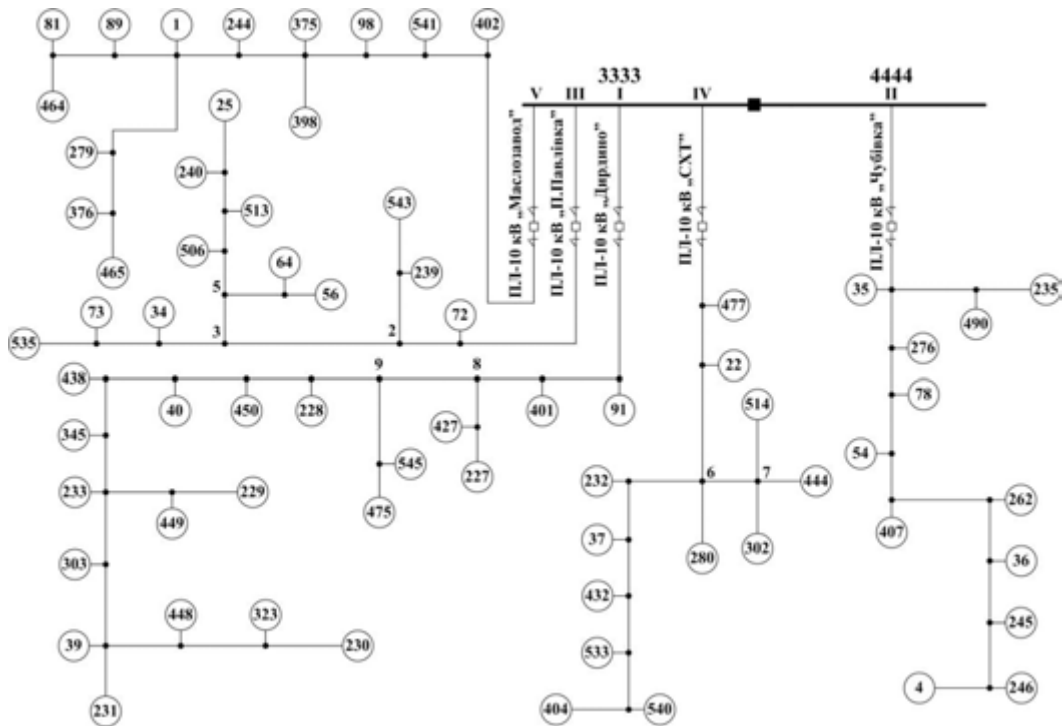 81 89 1 244 375 98 541 402
3333 4444
V III I IV II
464 25 398
ПЛ-10 кВ „Маслозавод”
ПЛ-10 кВ „П.Павлівка”
ПЛ-10 кВ „Дирдино”
ПЛ-10 кВ „СХТ”
ПЛ-10 кВ „Чубівка”
279 240
376 513 543
506 64 239
465 5 56 35 235
73 34 2 72 477 490
535 3 276
9 8 22
438 401 78
40 450 228 91 514
345 427 54
545 227
233 229 232 6 7 444 262
449 475 407
37 280 302
303 36
432
448 323 245
39 230 533
4 246
231 404 540